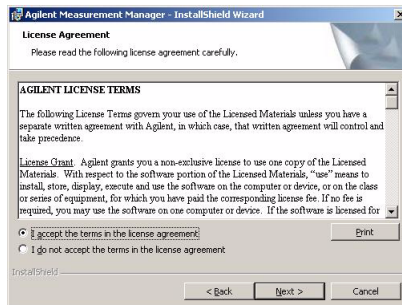 Agilent Measurement Manager - InstallShield Wizard
License Agreement
Please read the following license agreement carefully.
AGILENT LICENSE TERMS
The following License Terms govern your use of the Licensed Materials unless you have a
separate written agreement with Agilent, in which case, that written agreement will control and
take precedence.
License Grant. Agilent grants you a non-exclusive license to use one copy of the Licensed
Materials. With respect to the software portion of the Licensed Materials, "use" means to
install, store, display, execute and use the software on the computer or device, or on the class
or series of equipment, for which you have paid the corresponding license fee. If no fee is
required, you may use the software on one computer or device. If the software is licensed for
I accept the terms in the license agreement
Print
I do not accept the terms in the license agreement
InstallShield
< Back
Next >
Cancel